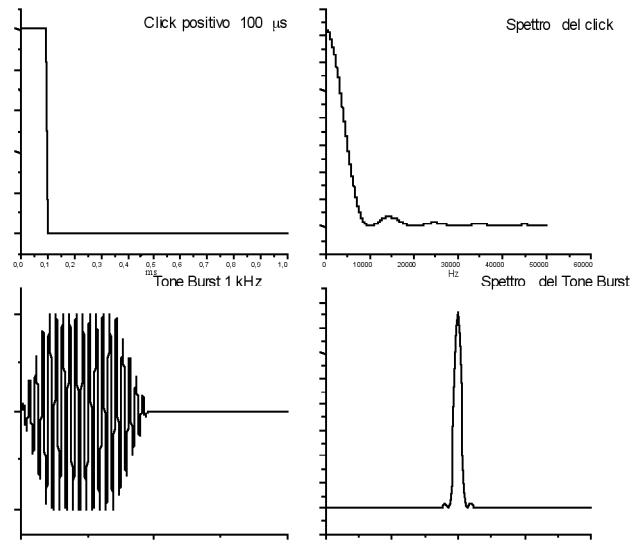 Click positivo 100 μs
Spettro del click
0,0 0,1 0,2 0,3 0,4 0,5 0,6 0,7 0,8 0,9 1,0
ms
0 10000 20000 30000 40000 50000 60000
Hz
Tone Burst 1 kHz
Spettro del Tone Burst